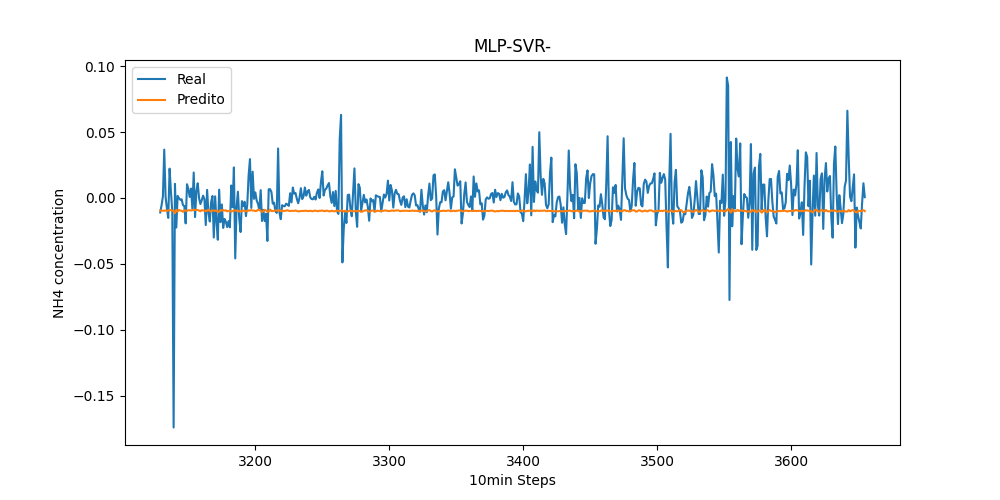 MLP-SVR-
Real
Predito
0.10
0.05
0.00
−0.05
−0.10
−0.15
NH4 concentration
3200 3300 3400 3500 3600
10min Steps